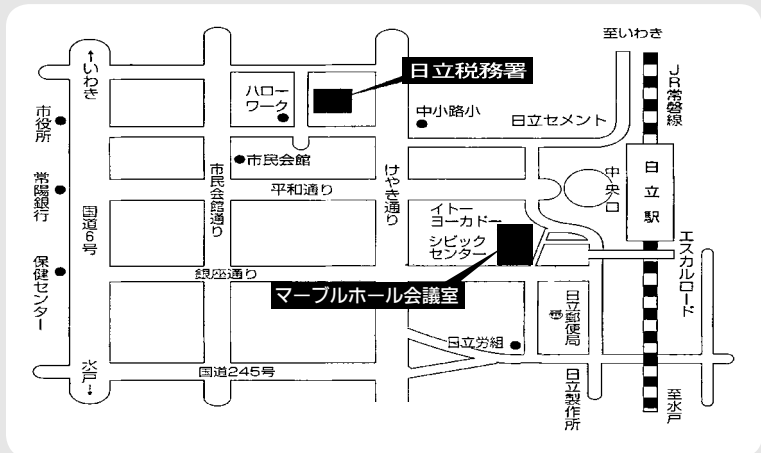 至いわき
↑いわき
日立税務署
JR常磐線
ハロー
ワーク
中小路小
日立セメント
市役所
市民会館
中央口
日立駅
常陽銀行
市民会館通り
平和通り
けやき通り
国道6号
イトー
ヨーカドー
シビック
センター
エスカルロード
保健センター
銀座通り
マーブルホール会議室
日立郵便局
日立労組
水戸↓
国道245号
日立製作所
至水戸